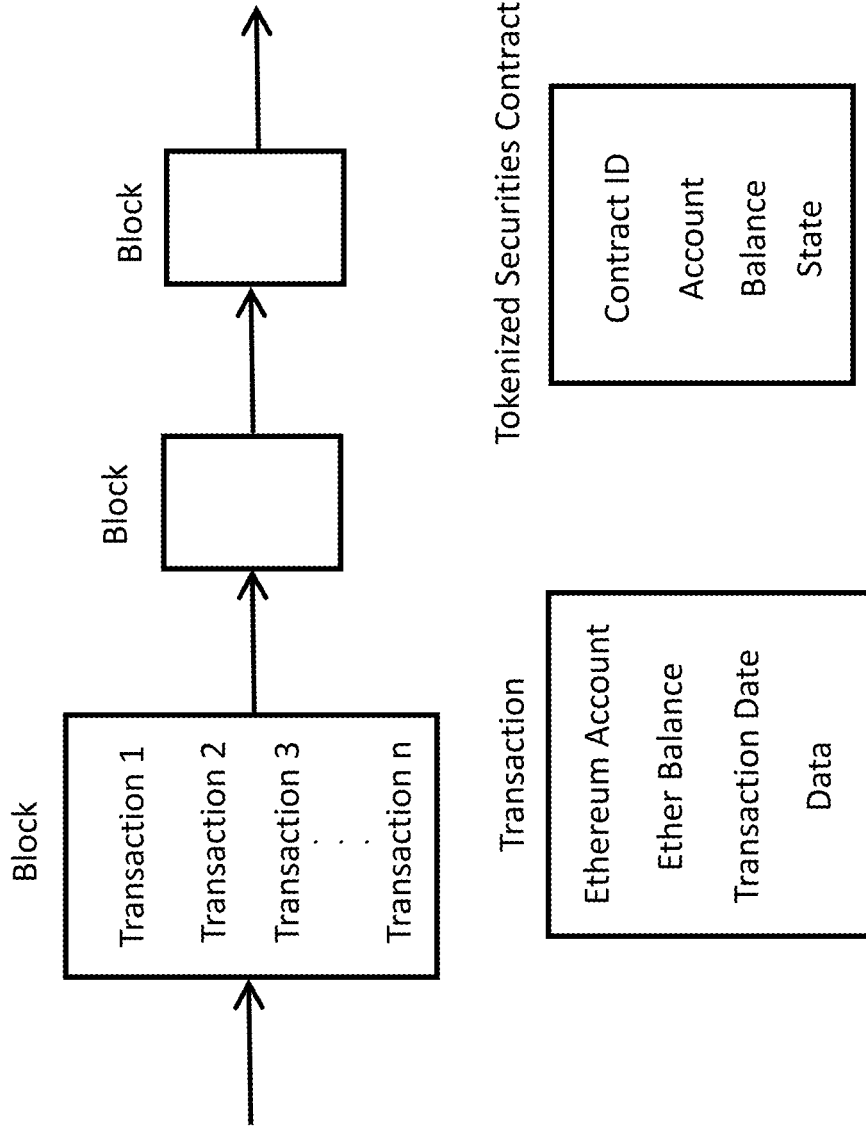 Block
Transaction 1
Transaction 2
Transaction 3
. . .
Transaction n
Block
Block
Transaction
Ethereum Account
Ether Balance
Transaction Date
Data
Tokenized Securities Contract
Contract ID
Account
Balance
State